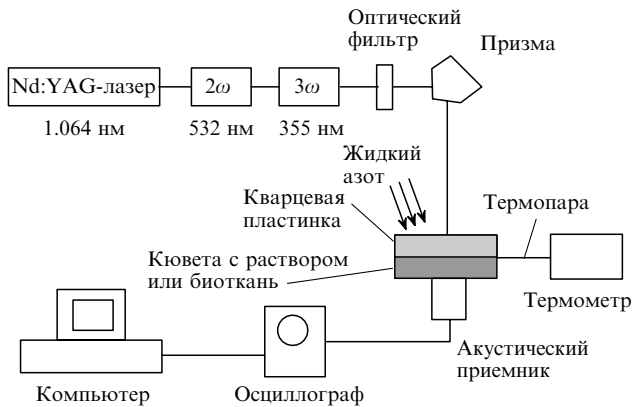 Оптический
фильтр
Призма
Nd:YAG-лазер
2ω
3ω
1.064 нм
532 нм
355 нм
Жидкий
азот
Кварцевая
пластинка
Термопара
Кювета с раствором
или биоткань
Термометр
Акустический
приемник
Компьютер
Осциллограф